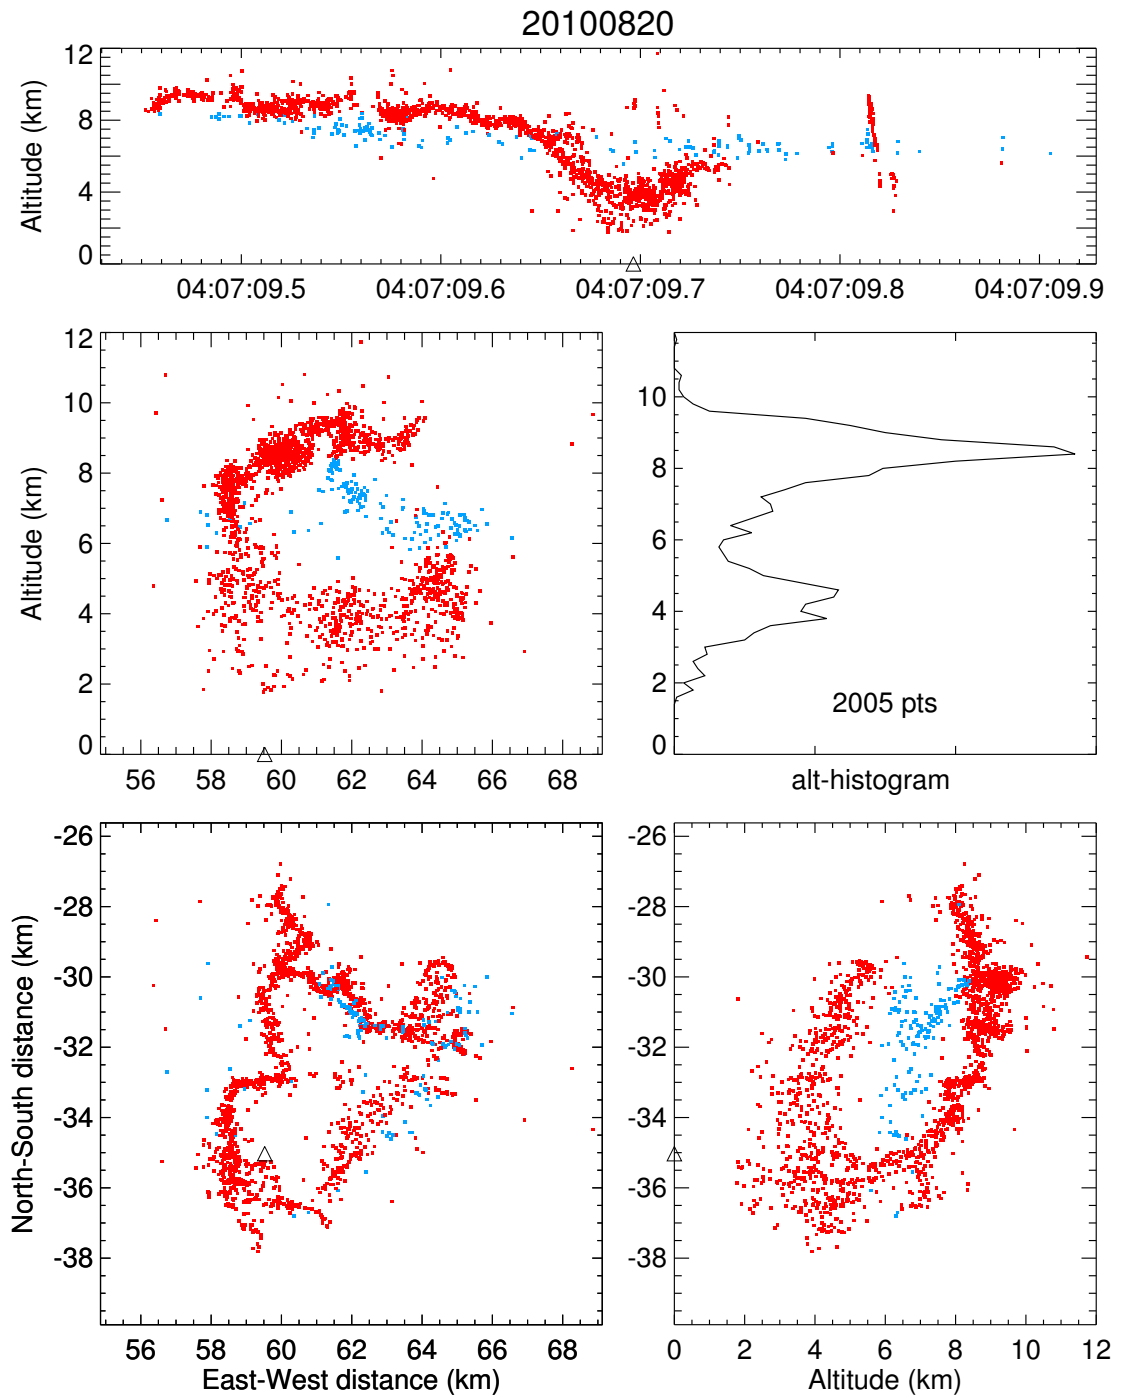 20100820
12
8
4
0
Altitude (km)
04:07:09.5 04:07:09.6 04:07:09.7 04:07:09.8 04:07:09.9
12
10
8
6
4
2
0
Altitude (km)
56 58 60 62 64 66 68
10
8
6
4
2
0
2005 pts
alt-histogram
-26
-28
-30
-32
-34
-36
-38
North-South distance (km)
56 58 60 62 64 66 68
East-West distance (km)
-26
-28
-30
-32
-34
-36
-38
0 2 4 6 8 10 12
Altitude (km)